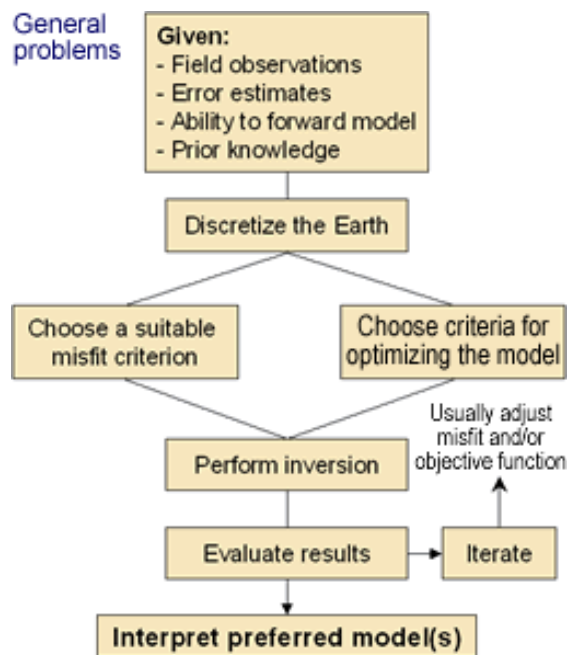 General
problems
Given:
- Field observations
- Error estimates
- Ability to forward model
- Prior knowledge
Discretize the Earth
Choose a suitable
misfit criterion
Choose criteria for
optimizing the model
Usually adjust
misfit and/or
objective function
Perform inversion
Evaluate results
Iterate
Interpret preferred model(s)